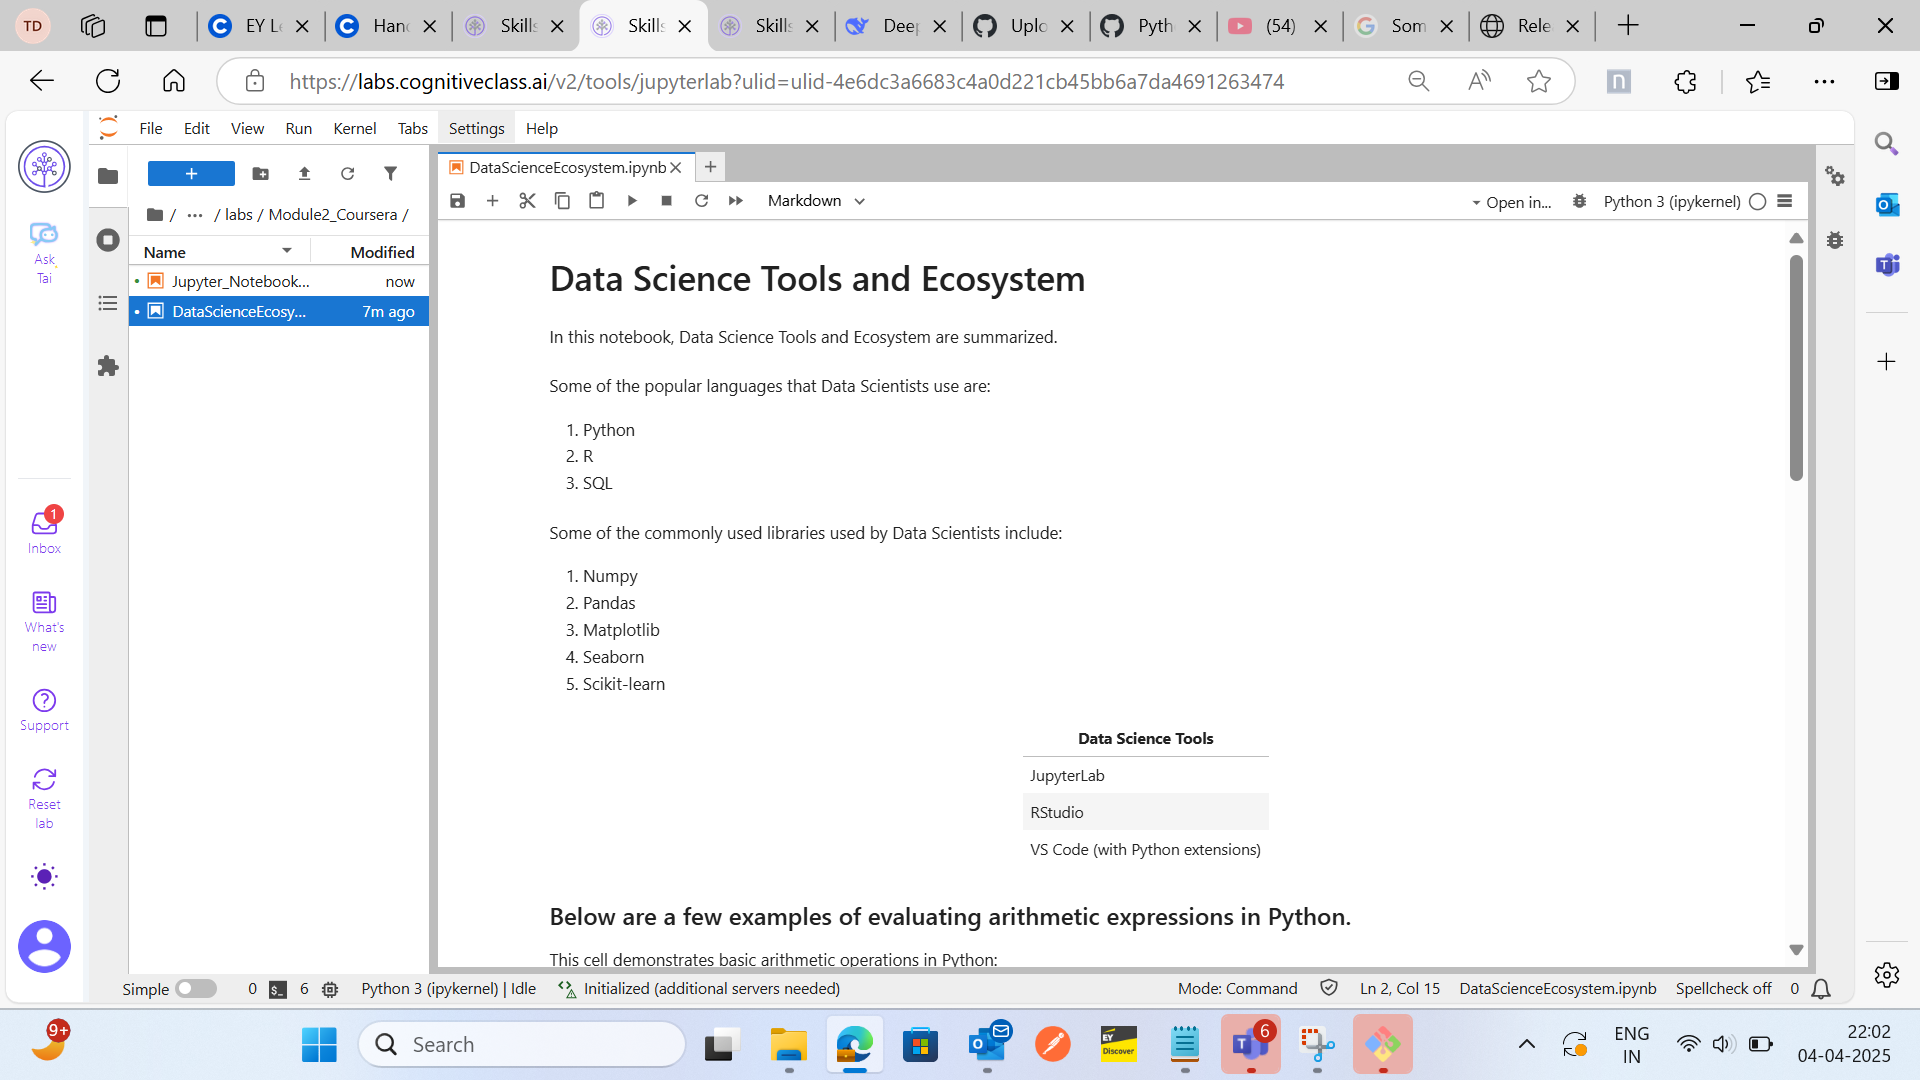 TD
EY Le
Hand
Skills
Skills
Skills
Deep
Uplo
Pyth
(54)
Som
Rele
https://labs.cognitiveclass.ai/v2/tools/jupyterlab?ulid=ulid-4e6dc3a6683c4a0d221cb45bb6a7da4691263474
File Edit View Run Kernel Tabs Settings Help
DataScienceEcosystem.ipynb
Markdown
Open in...
Python 3 (ipykernel)
/ ··· / labs / Module2_Coursera /
Name Modified
Jupyter_Notebook... now
DataScienceEcosy... 7m ago
Ask
Tai
1
Inbox
What's
new
Support
Reset
lab
Data Science Tools and Ecosystem
In this notebook, Data Science Tools and Ecosystem are summarized.
Some of the popular languages that Data Scientists use are:
1. Python
2. R
3. SQL
Some of the commonly used libraries used by Data Scientists include:
1. Numpy
2. Pandas
3. Matplotlib
4. Seaborn
5. Scikit-learn
Data Science Tools
JupyterLab
RStudio
VS Code (with Python extensions)
Below are a few examples of evaluating arithmetic expressions in Python.
This cell demonstrates basic arithmetic operations in Python:
Simple 0 6 Python 3 (ipykernel) | Idle Initialized (additional servers needed) Mode: Command Ln 2, Col 15 DataScienceEcosystem.ipynb Spellcheck off 0
9+
Search
EY
Discover
6
ENG
IN
22:02
04-04-2025